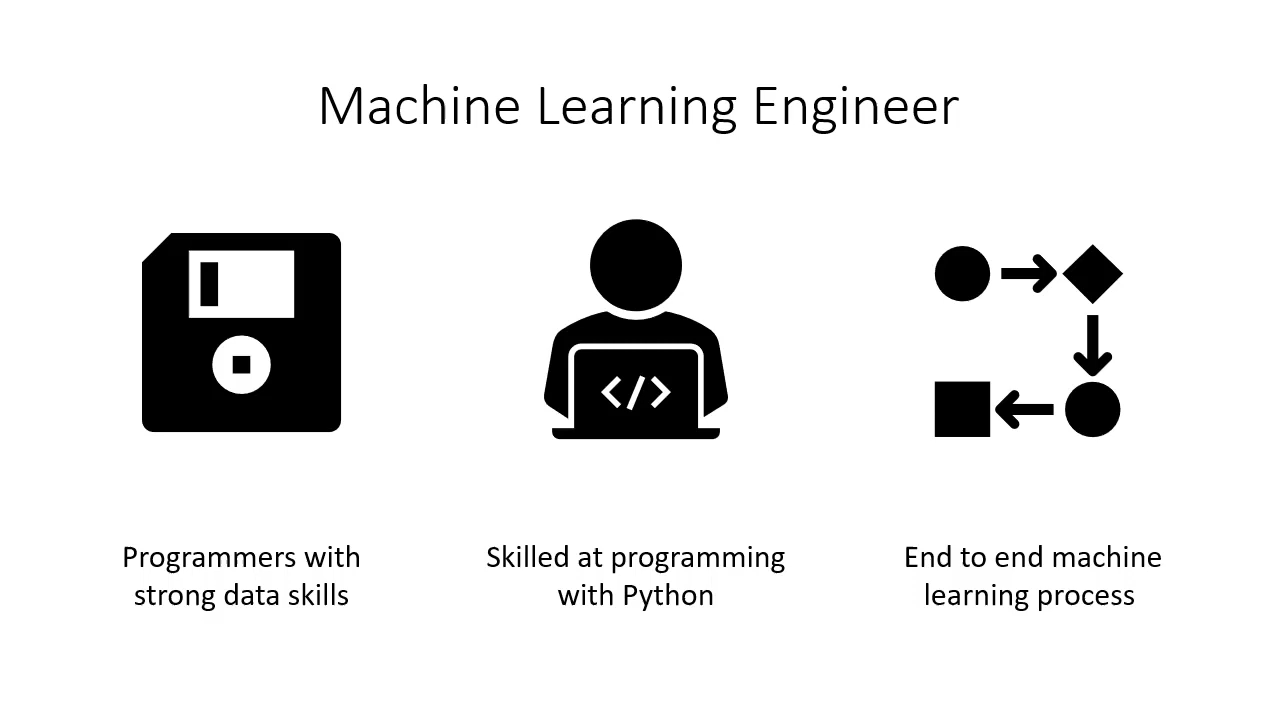 Machine Learning Engineer
</>
Programmers with
strong data skills
Skilled at programming
with Python
End to end machine
learning process